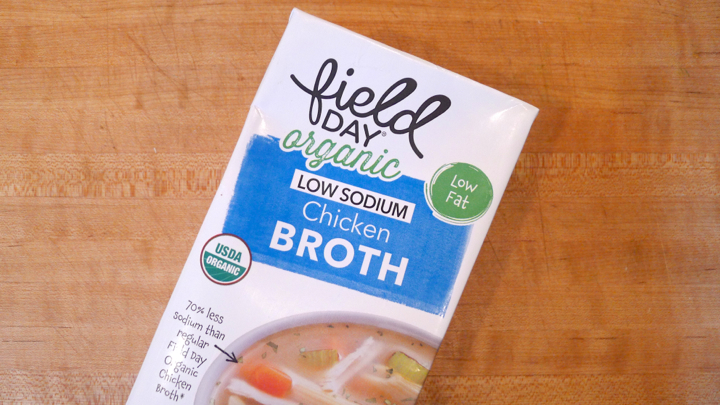 field
DAY®
organic
LOW SODIUM
Chicken
BROTH
Low
Fat
USDA
ORGANIC
70% less
sodium than
regular
Field Day
Organic
Chicken
Broth*